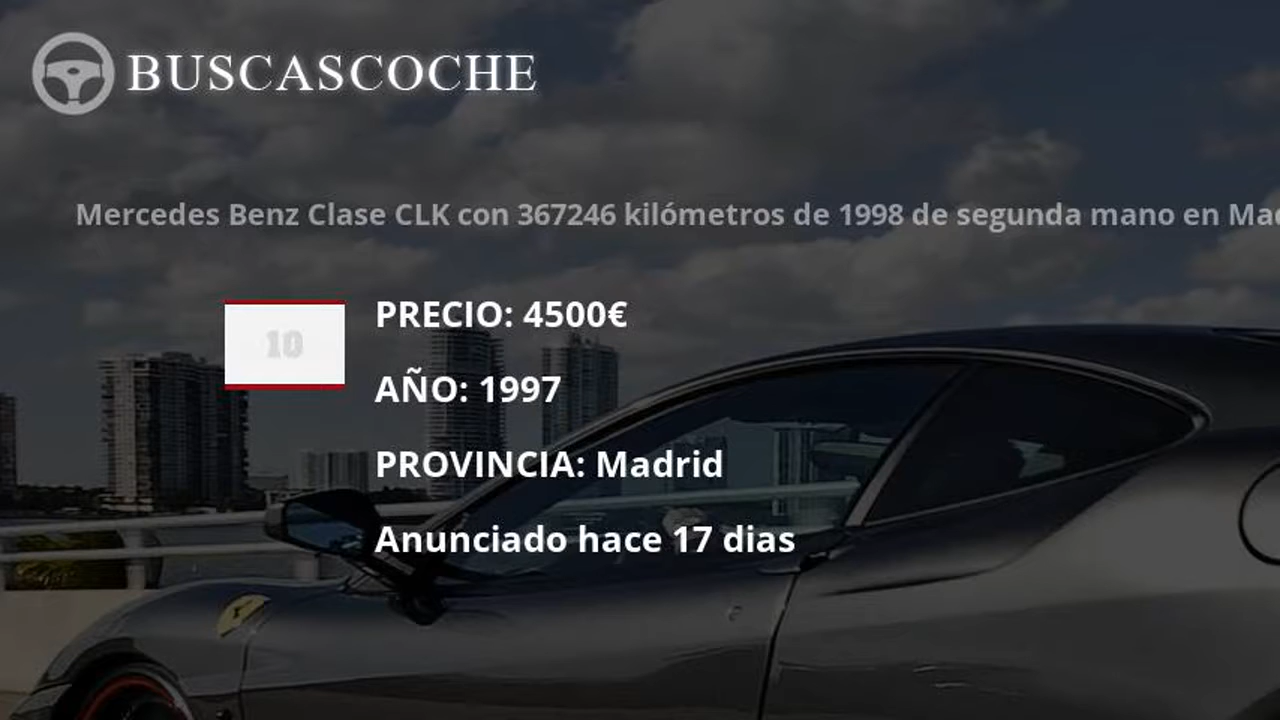 BUSCASCOCHE
Mercedes Benz Clase CLK con 367246 kilómetros de 1998 de segunda mano en
10
PRECIO: 4500€
AÑO: 1997
PROVINCIA: Madrid
Anunciado hace 17 dias